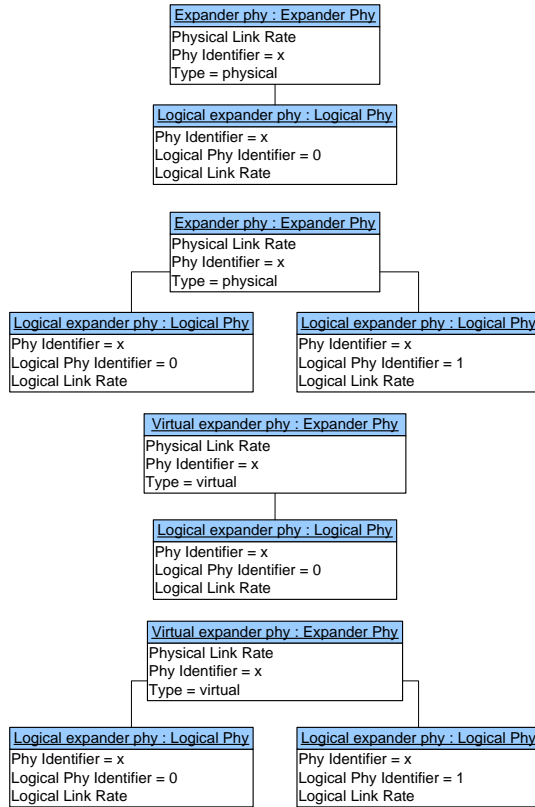 Expander phy : Expander Phy
Physical Link Rate
Phy Identifier = x
Type = physical
Logical expander phy : Logical Phy
Phy Identifier = x
Logical Phy Identifier = 0
Logical Link Rate
Expander phy : Expander Phy
Physical Link Rate
Phy Identifier = x
Type = physical
Logical expander phy : Logical Phy
Phy Identifier = x
Logical Phy Identifier = 0
Logical Link Rate
Logical expander phy : Logical Phy
Phy Identifier = x
Logical Phy Identifier = 1
Logical Link Rate
Virtual expander phy : Expander Phy
Physical Link Rate
Phy Identifier = x
Type = virtual
Logical expander phy : Logical Phy
Phy Identifier = x
Logical Phy Identifier = 0
Logical Link Rate
Virtual expander phy : Expander Phy
Physical Link Rate
Phy Identifier = x
Type = virtual
Logical expander phy : Logical Phy
Phy Identifier = x
Logical Phy Identifier = 0
Logical Link Rate
Logical expander phy : Logical Phy
Phy Identifier = x
Logical Phy Identifier = 1
Logical Link Rate